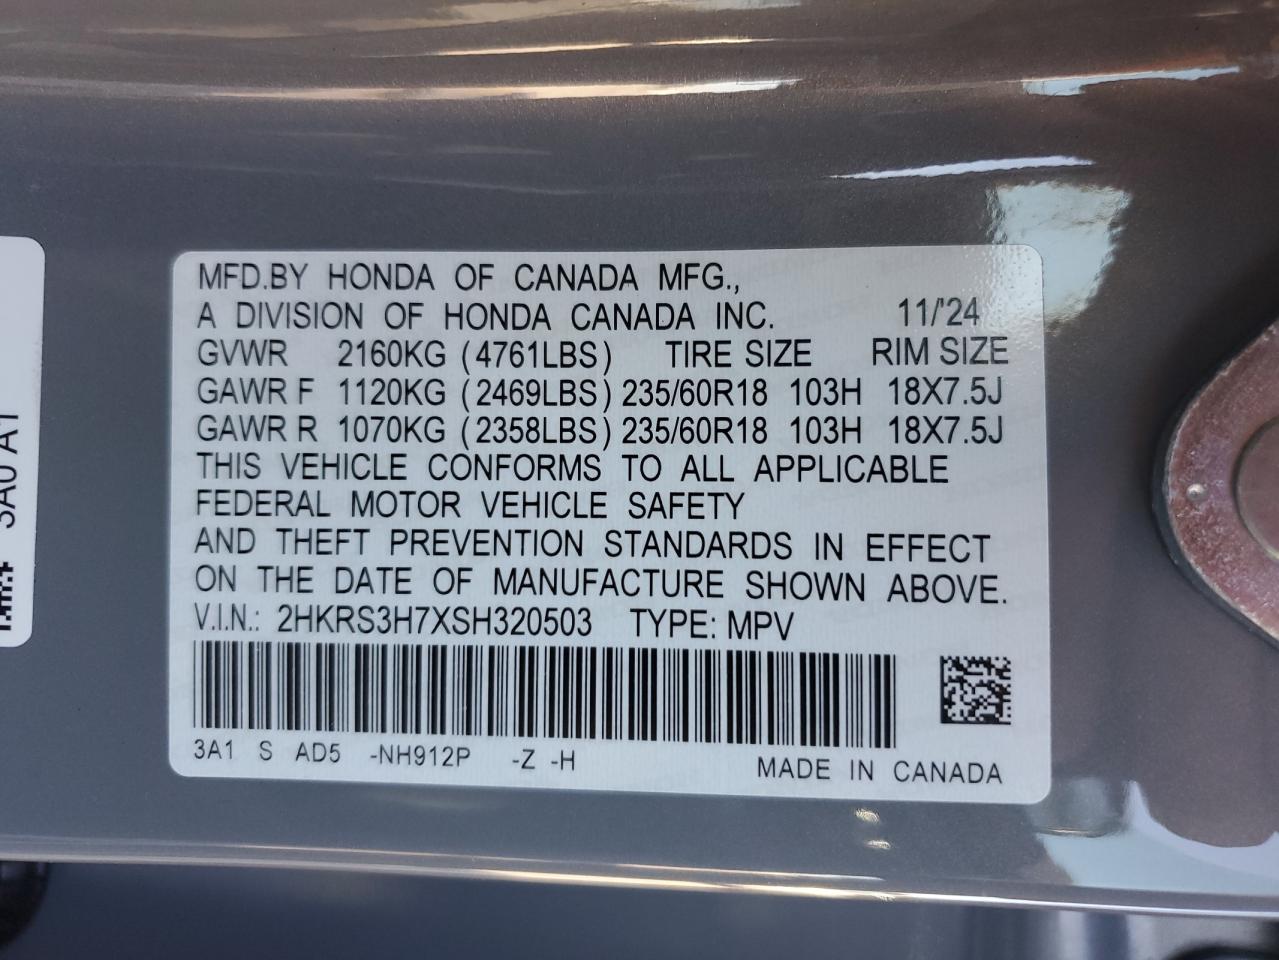 MFD.BY HONDA OF CANADA MFG.,
A DIVISION OF HONDA CANADA INC. 11/'24
GVWR 2160KG (4761LBS) TIRE SIZE RIM SIZE
GAWR F 1120KG (2469LBS) 235/60R18 103H 18X7.5J
GAWR R 1070KG (2358LBS) 235/60R18 103H 18X7.5J
THIS VEHICLE CONFORMS TO ALL APPLICABLE
FEDERAL MOTOR VEHICLE SAFETY
AND THEFT PREVENTION STANDARDS IN EFFECT
ON THE DATE OF MANUFACTURE SHOWN ABOVE.
V.I.N.: 2HKRS3H7XSH320503 TYPE: MPV
3A1 S AD5 -NH912P -Z -H
MADE IN CANADA
3A0 A1